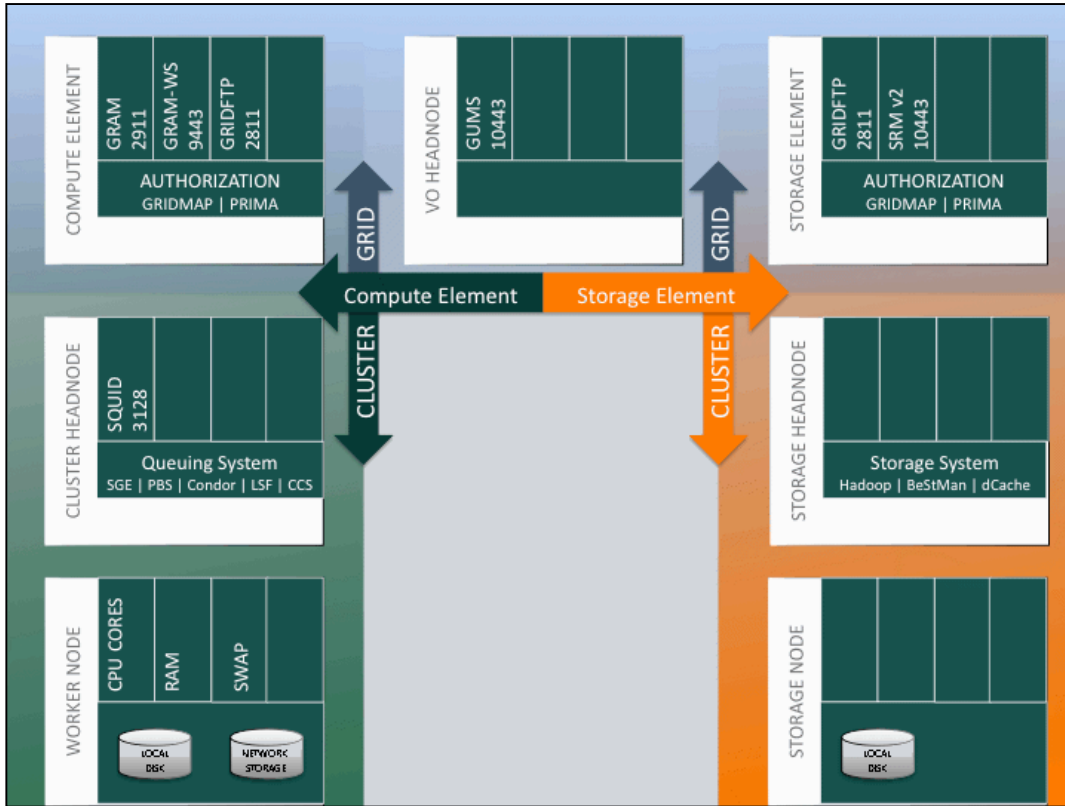 COMPUTE ELEMENT
GRAM
2911
GRAM-WS
9443
GRIDFTP
2811
AUTHORIZATION
GRIDMAP | PRIMA
VO HEADNODE
GUMS
10443
STORAGE ELEMENT
GRIDFTP
2811
SRM v2
10443
AUTHORIZATION
GRIDMAP | PRIMA
GRID
GRID
Compute Element
Storage Element
CLUSTER
CLUSTER
CLUSTER HEADNODE
SQUID
3128
Queuing System
SGE | PBS | Condor | LSF | CCS
STORAGE HEADNODE
Storage System
Hadoop | BeStMan | dCache
WORKER NODE
CPU CORES
RAM
SWAP
LOCAL
DISK
NETWORK
STORAGE
STORAGE NODE
LOCAL
DISK